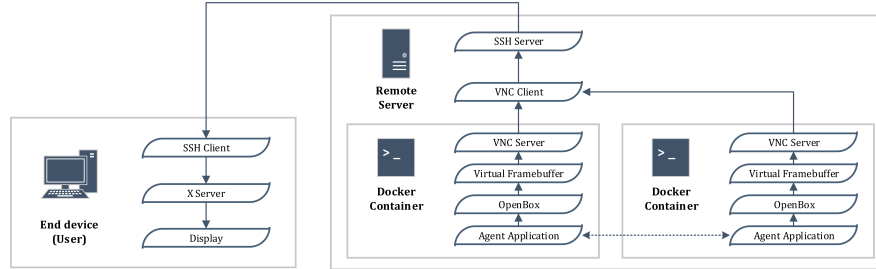 SSH Server
Remote
Server
VNC Client
SSH Client
X Server
Display
End device
(User)
>_
Docker
Container
VNC Server
Virtual Framebuffer
OpenBox
Agent Application
>_
Docker
Container
VNC Server
Virtual Framebuffer
OpenBox
Agent Application